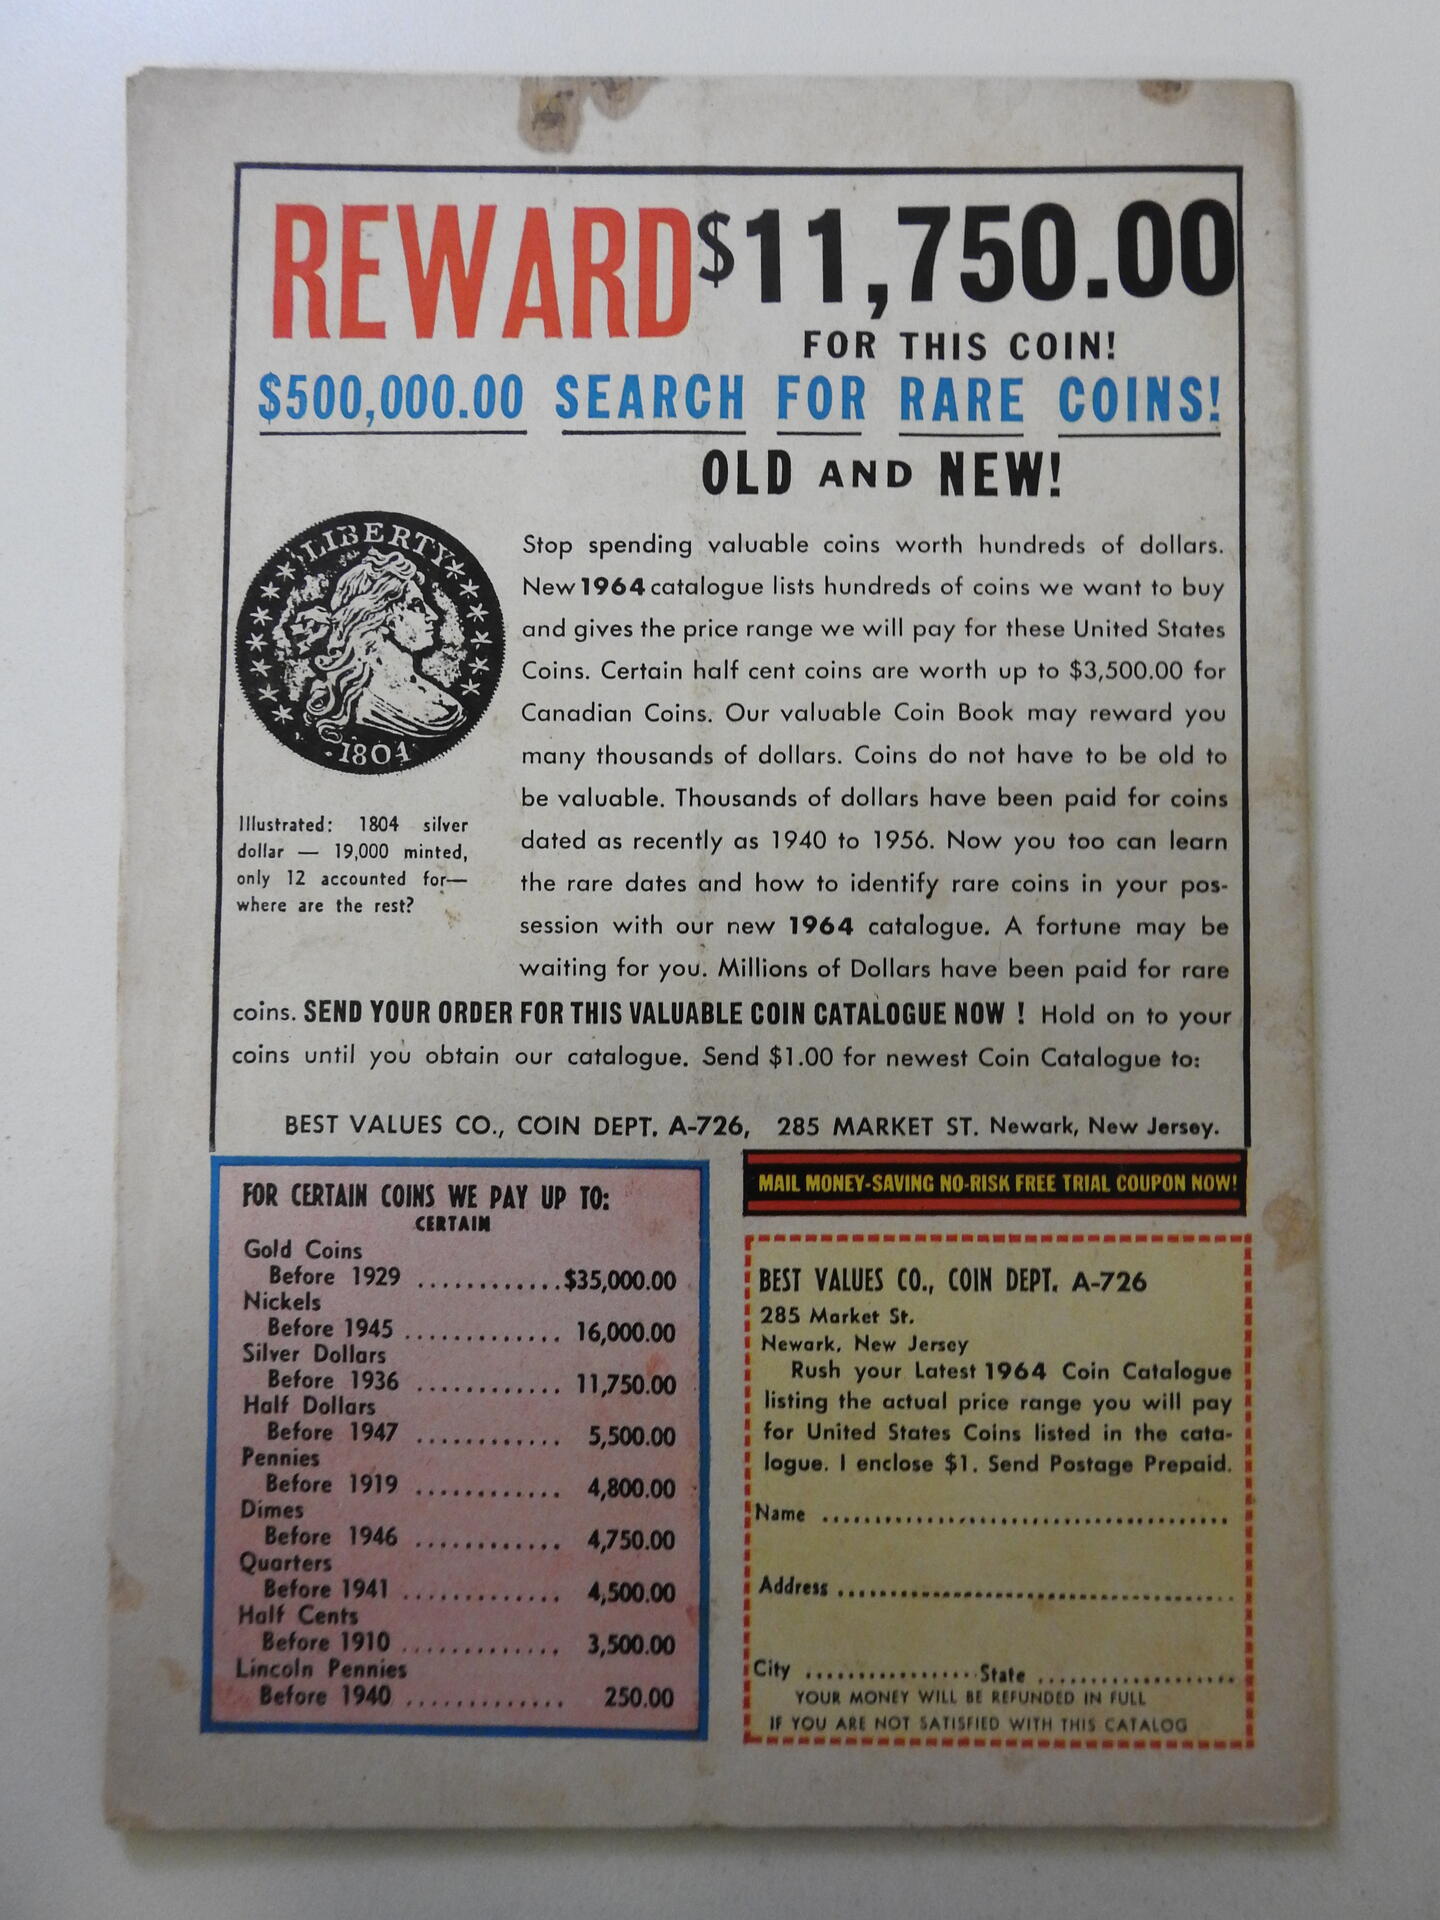 REWARD $11,750.00
FOR THIS COIN!
$500,000.00 SEARCH FOR RARE COINS!
OLD AND NEW!
LIBERTY
1804
Illustrated: 1804 silver
dollar — 19,000 minted,
only 12 accounted for—
where are the rest?
Stop spending valuable coins worth hundreds of dollars.
New 1964 catalogue lists hundreds of coins we want to buy
and gives the price range we will pay for these United States
Coins. Certain half cent coins are worth up to $3,500.00 for
Canadian Coins. Our valuable Coin Book may reward you
many thousands of dollars. Coins do not have to be old to
be valuable. Thousands of dollars have been paid for coins
dated as recently as 1940 to 1956. Now you too can learn
the rare dates and how to identify rare coins in your pos-
session with our new 1964 catalogue. A fortune may be
waiting for you. Millions of Dollars have been paid for rare
coins. SEND YOUR ORDER FOR THIS VALUABLE COIN CATALOGUE NOW ! Hold on to your
coins until you obtain our catalogue. Send $1.00 for newest Coin Catalogue to:
BEST VALUES CO., COIN DEPT. A-726, 285 MARKET ST. Newark, New Jersey.
FOR CERTAIN COINS WE PAY UP TO:
CERTAIN
Gold Coins
Before 1929 ............. $35,000.00
Nickels
Before 1945 ............. 16,000.00
Silver Dollars
Before 1936 ............ 11,750.00
Half Dollars
Before 1947 ............ 5,500.00
Pennies
Before 1919 ............ 4,800.00
Dimes
Before 1946 ............ 4,750.00
Quarters
Before 1941 ............. 4,500.00
Half Cents
Before 1910 ............. 3,500.00
Lincoln Pennies
Before 1940 ............. 250.00
MAIL MONEY-SAVING NO-RISK FREE TRIAL COUPON NOW!
BEST VALUES CO., COIN DEPT. A-726
285 Market St.
Newark, New Jersey
Rush your Latest 1964 Coin Catalogue
listing the actual price range you will pay
for United States Coins listed in the cata-
logue. I enclose $1. Send Postage Prepaid.
Name ........................................
Address ........................................
City ................. State ....................
YOUR MONEY WILL BE REFUNDED IN FULL
IF YOU ARE NOT SATISFIED WITH THIS CATALOG